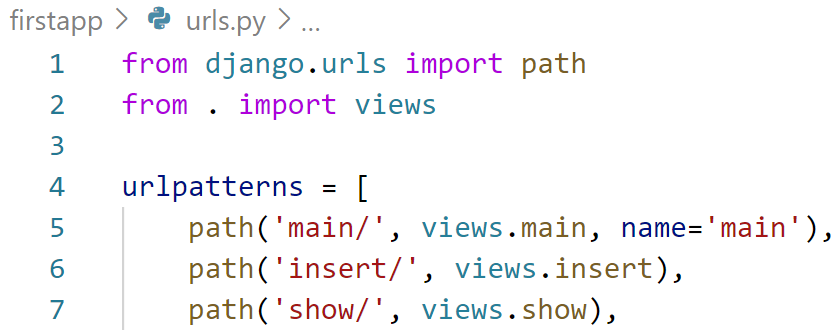 firstapp > urls.py > ...
1 from django.urls import path
2 from . import views
3
4 urlpatterns = [
5     path('main/', views.main, name='main'),
6     path('insert/', views.insert),
7     path('show/', views.show),